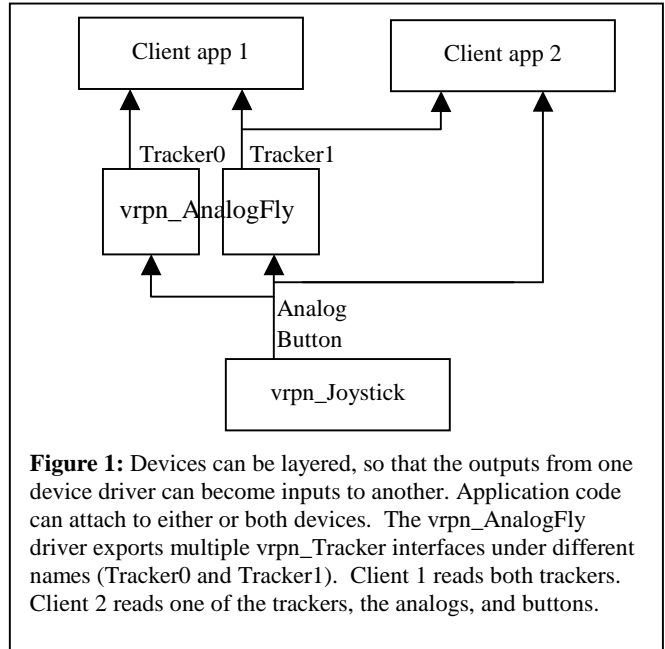 Client app 1
Client app 2
Tracker0
Tracker1
vrpn_AnalogFly
Analog
Button
vrpn_Joystick
Figure 1: Devices can be layered, so that the outputs from one
device driver can become inputs to another. Application code
can attach to either or both devices. The vrpn_AnalogFly
driver exports multiple vrpn_Tracker interfaces under different
names (Tracker0 and Tracker1). Client 1 reads both trackers.
Client 2 reads one of the trackers, the analogs, and buttons.